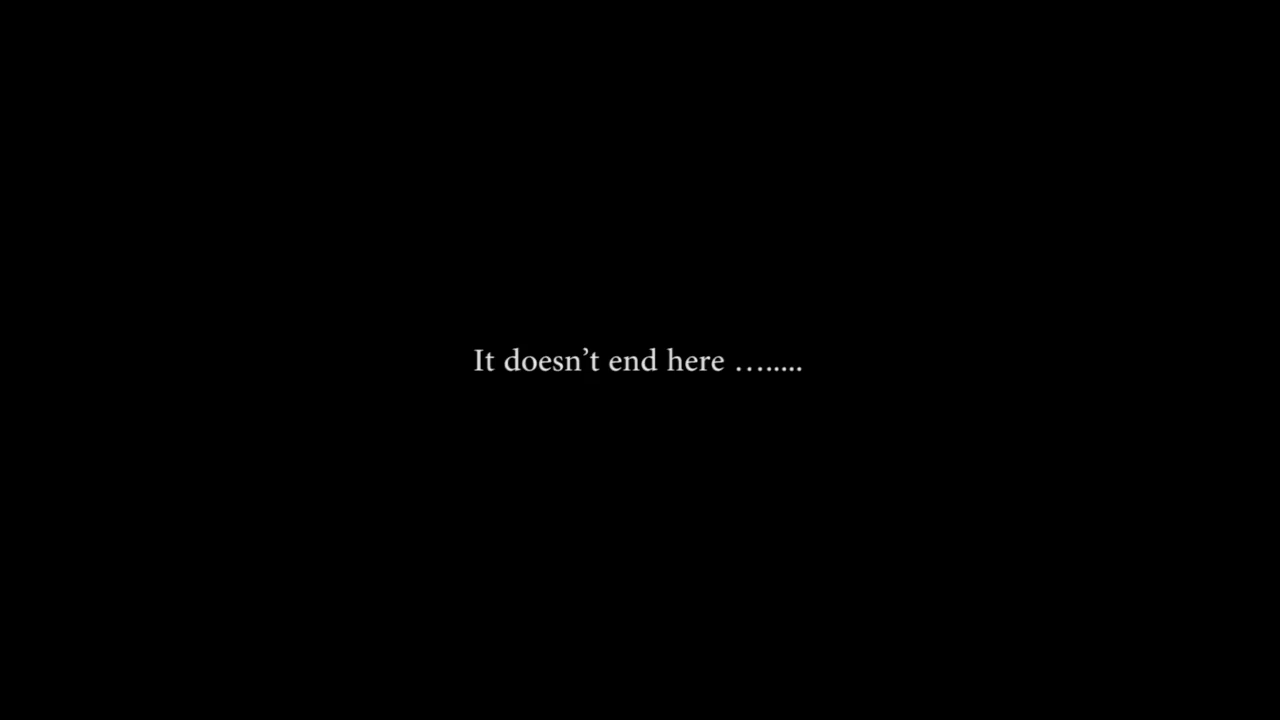 It doesn’t end here ….....